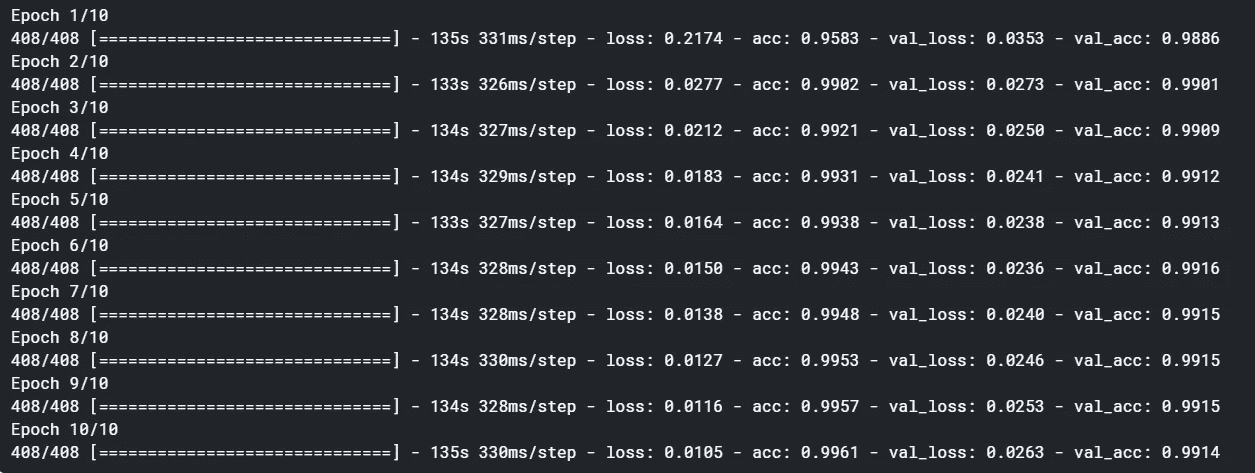 Epoch 1/10
408/408 [==============================] - 135s 331ms/step - loss: 0.2174 - acc: 0.9583 - val_loss: 0.0353 - val_acc: 0.9886
Epoch 2/10
408/408 [==============================] - 133s 326ms/step - loss: 0.0277 - acc: 0.9902 - val_loss: 0.0273 - val_acc: 0.9901
Epoch 3/10
408/408 [==============================] - 134s 327ms/step - loss: 0.0212 - acc: 0.9921 - val_loss: 0.0250 - val_acc: 0.9909
Epoch 4/10
408/408 [==============================] - 134s 329ms/step - loss: 0.0183 - acc: 0.9931 - val_loss: 0.0241 - val_acc: 0.9912
Epoch 5/10
408/408 [==============================] - 133s 327ms/step - loss: 0.0164 - acc: 0.9938 - val_loss: 0.0238 - val_acc: 0.9913
Epoch 6/10
408/408 [==============================] - 134s 328ms/step - loss: 0.0150 - acc: 0.9943 - val_loss: 0.0236 - val_acc: 0.9916
Epoch 7/10
408/408 [==============================] - 134s 328ms/step - loss: 0.0138 - acc: 0.9948 - val_loss: 0.0240 - val_acc: 0.9915
Epoch 8/10
408/408 [==============================] - 134s 330ms/step - loss: 0.0127 - acc: 0.9953 - val_loss: 0.0246 - val_acc: 0.9915
Epoch 9/10
408/408 [==============================] - 134s 328ms/step - loss: 0.0116 - acc: 0.9957 - val_loss: 0.0253 - val_acc: 0.9915
Epoch 10/10
408/408 [==============================] - 135s 330ms/step - loss: 0.0105 - acc: 0.9961 - val_loss: 0.0263 - val_acc: 0.9914